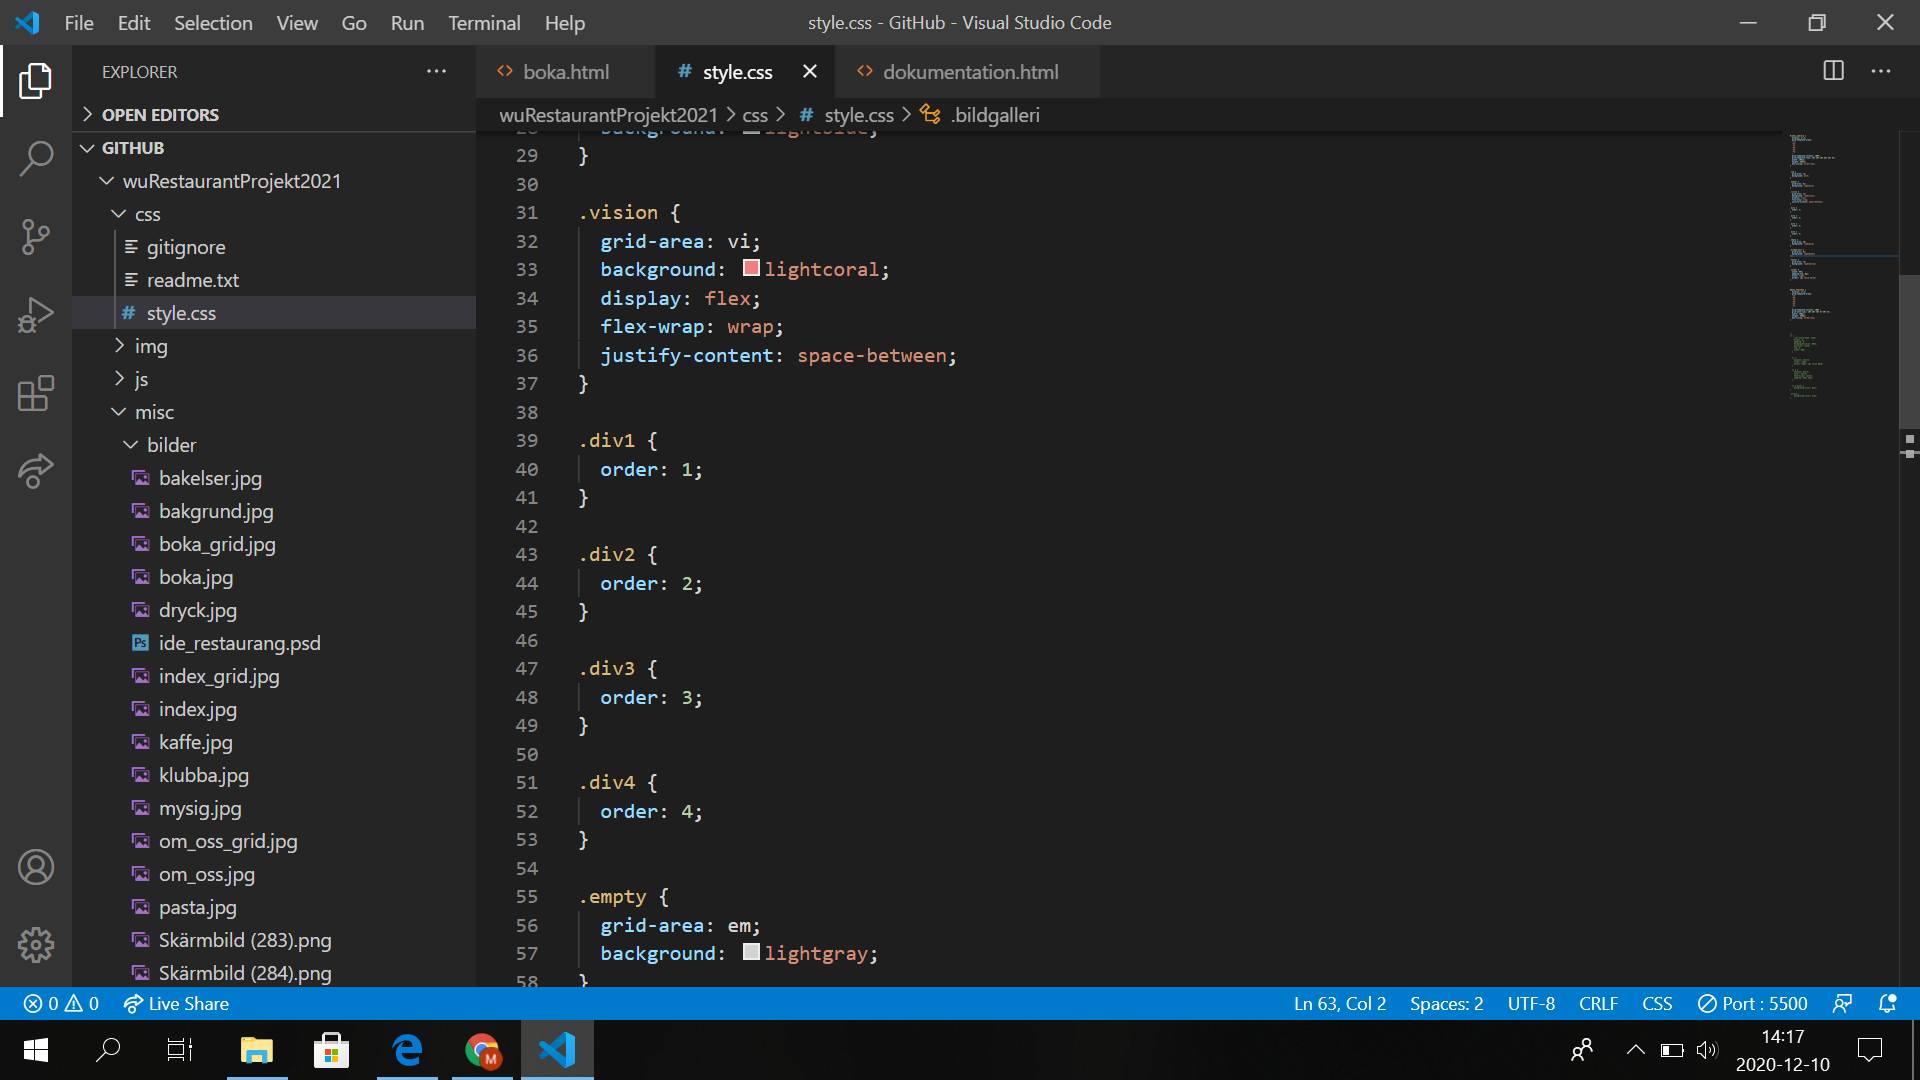 File Edit Selection View Go Run Terminal Help
style.css - GitHub - Visual Studio Code
EXPLORER
OPEN EDITORS
GITHUB
wuRestaurantProjekt2021
css
gitignore
readme.txt
# style.css
img
js
misc
bilder
bakelser.jpg
bakgrund.jpg
boka_grid.jpg
boka.jpg
dryck.jpg
Ps ide_restaurang.psd
index_grid.jpg
index.jpg
kaffe.jpg
klubba.jpg
mysig.jpg
om_oss_grid.jpg
om_oss.jpg
pasta.jpg
Skärmbild (283).png
Skärmbild (284).png
<> boka.html # style.css <> dokumentation.html
wuRestaurantProjekt2021 > css > # style.css > .bildgalleri
28 background: lightblue;
29 }
30
31 .vision {
32 grid-area: vi;
33 background: lightcoral;
34 display: flex;
35 flex-wrap: wrap;
36 justify-content: space-between;
37 }
38
39 .div1 {
40 order: 1;
41 }
42
43 .div2 {
44 order: 2;
45 }
46
47 .div3 {
48 order: 3;
49 }
50
51 .div4 {
52 order: 4;
53 }
54
55 .empty {
56 grid-area: em;
57 background: lightgray;
58 }
0 0 Live Share
Ln 63, Col 2 Spaces: 2 UTF-8 CRLF CSS Port : 5500
M
14:17
2020-12-10